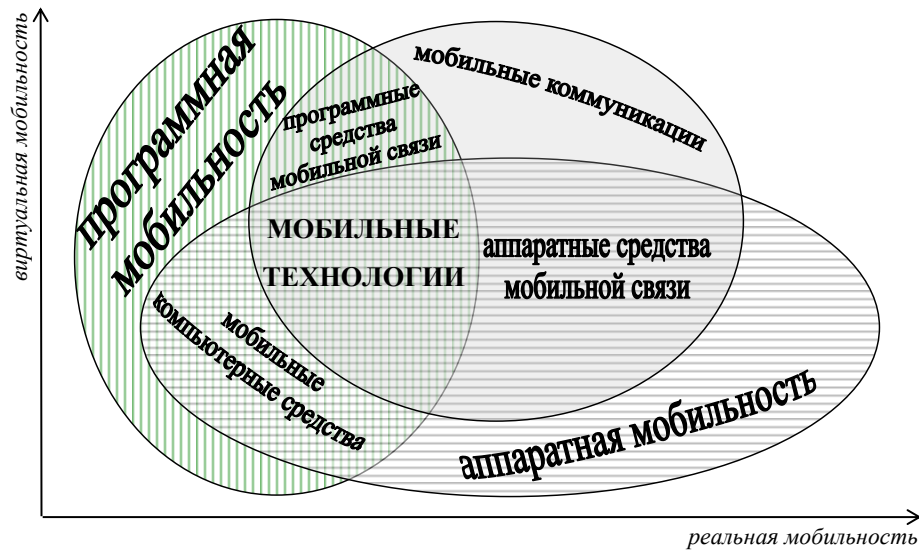 виртуальная мобильность
программная
мобильность
мобильные коммуникации
программные
средства
мобильной связи
МОБИЛЬНЫЕ
ТЕХНОЛОГИИ
аппаратные средства
мобильной связи
мобильные
компьютерные средства
аппаратная мобильность
реальная мобильность